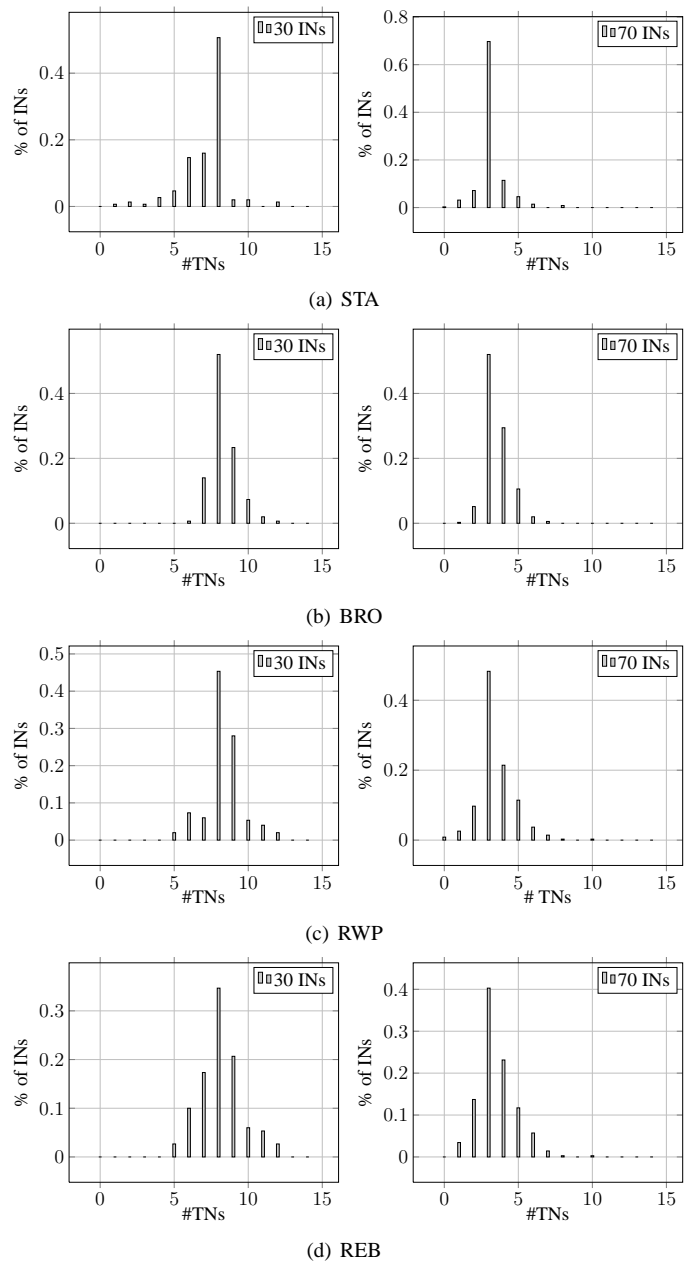 30 INs
70 INs
% of INs
0.4
0.2
0
0 5 10 15
#TNs
% of INs
0.8
0.6
0.4
0.2
0
0 5 10 15
#TNs
(a) STA
30 INs
70 INs
% of INs
0.4
0.2
0
0 5 10 15
#TNs
% of INs
0.4
0.2
0
0 5 10 15
#TNs
(b) BRO
30 INs
70 INs
% of INs
0.5
0.4
0.3
0.2
0.1
0
0 5 10 15
#TNs
% of INs
0.4
0.2
0
0 5 10 15
# TNs
(c) RWP
30 INs
70 INs
% of INs
0.3
0.2
0.1
0
0 5 10 15
#TNs
% of INs
0.4
0.3
0.2
0.1
0
0 5 10 15
#TNs
(d) REB